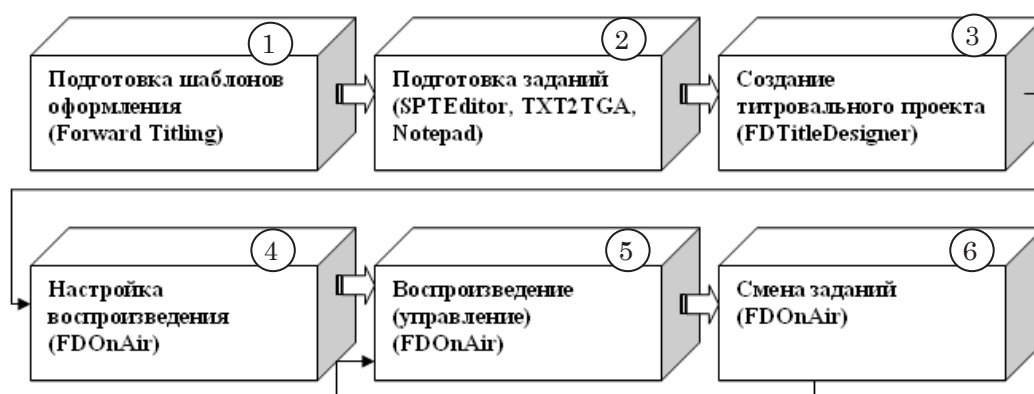 1
Подготовка шаблонов
оформления
(Forward Titling)
2
Подготовка заданий
(SPTEditor, TXT2TGA,
Notepad)
3
Создание
титровального проекта
(FDTitleDesigner)
4
Настройка
воспроизведения
(FDOnAir)
5
Воспроизведение
(управление)
(FDOnAir)
6
Смена заданий
(FDOnAir)